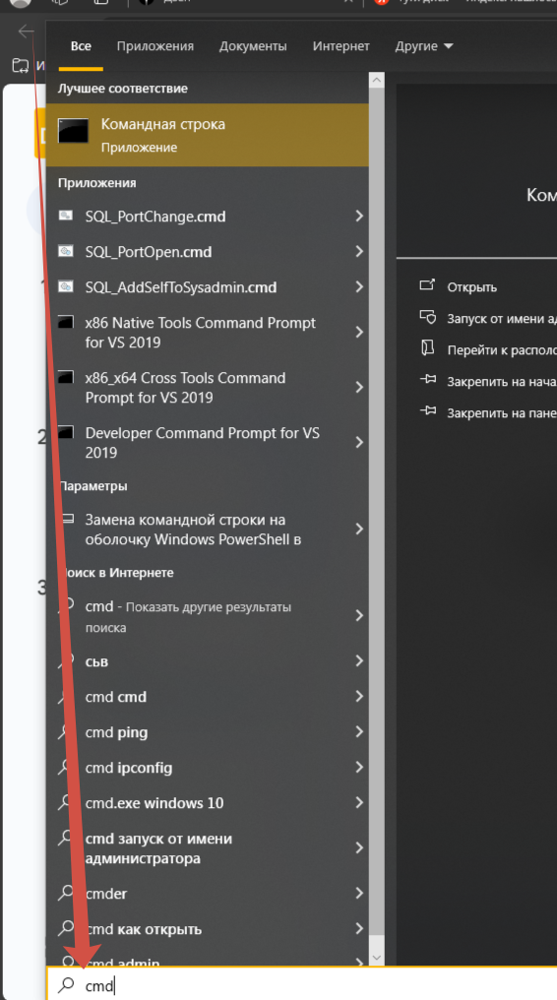 Дзен
Все Приложения Документы Интернет Другие
И
Лучшее соответствие
Командная строка
Приложение
Ком
Приложения
SQL_PortChange.cmd
SQL_PortOpen.cmd
SQL_AddSelfToSysadmin.cmd
x86 Native Tools Command Prompt
for VS 2019
x86_x64 Cross Tools Command
Prompt for VS 2019
Developer Command Prompt for VS
2019
2
Параметры
Замена командной строки на
оболочку Windows PowerShell в
Поиск в Интернете
3
cmd - Показать другие результаты
поиска
сьв
cmd cmd
cmd ping
cmd ipconfig
cmd.exe windows 10
cmd запуск от имени
администратора
cmder
cmd как открыть
cmd admin
cmd
Открыть
Запуск от имени ад
Перейти к располо
Закрепить на нача
Закрепить на пане